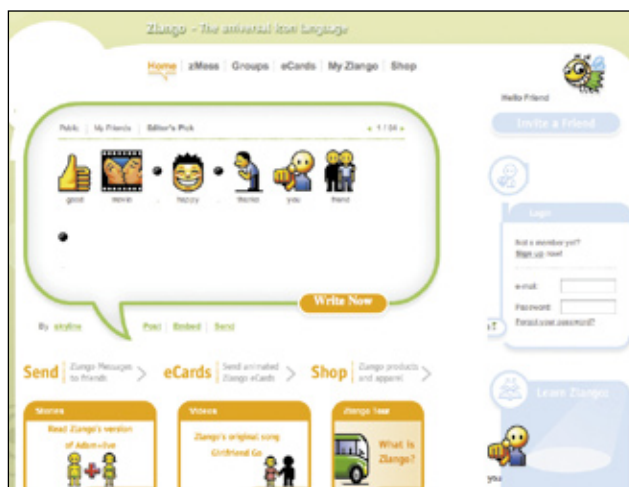 Zlango - The universal icon language
Home | zMess | Groups | eCards | My Zlango | Shop
Hello Friend
Invite a Friend
Public | My Friends | Editor's Pick
1 / 84
good movie . happy . thanks you friend
.
Write Now
By skyline
Post | Embed | Send
Login
Not a member yet?
Sign up now!
e-mail:
Password:
Forgot your password?
Send
Zlango Messages
to friends
eCards
Send animated
Zlango eCards
Shop
Zlango products
and apparel
Learn Zlango
Stories
Read Zlango's version
of Adam+Eve
Videos
Zlango's original song
Girlfriend Go
Zlango Tour
What is
Zlango?
you